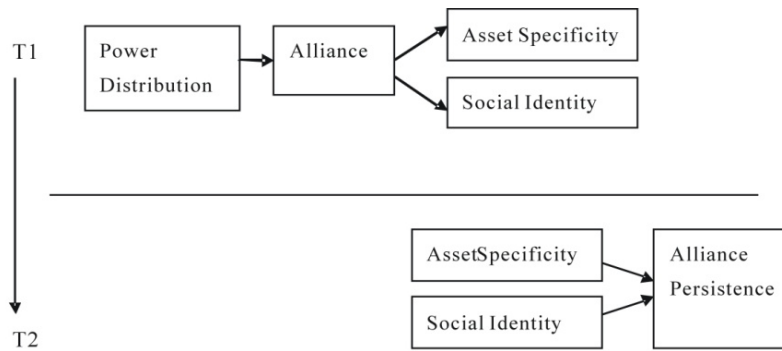 T1
Power
Distribution
Alliance
Asset Specificity
Social Identity
AssetSpecificity
Social Identity
Alliance
Persistence
T2